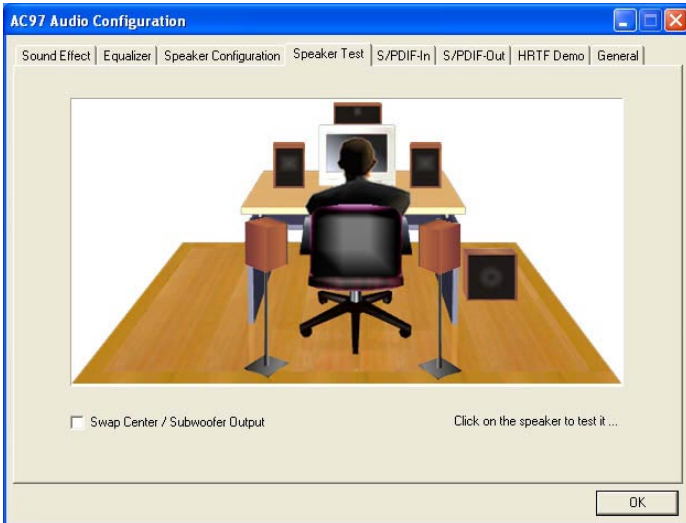 AC97 Audio Configuration
Sound Effect Equalizer Speaker Configuration Speaker Test S/PDIF-In S/PDIF-Out HRTF Demo General
Swap Center / Subwoofer Output
Click on the speaker to test it ...
OK